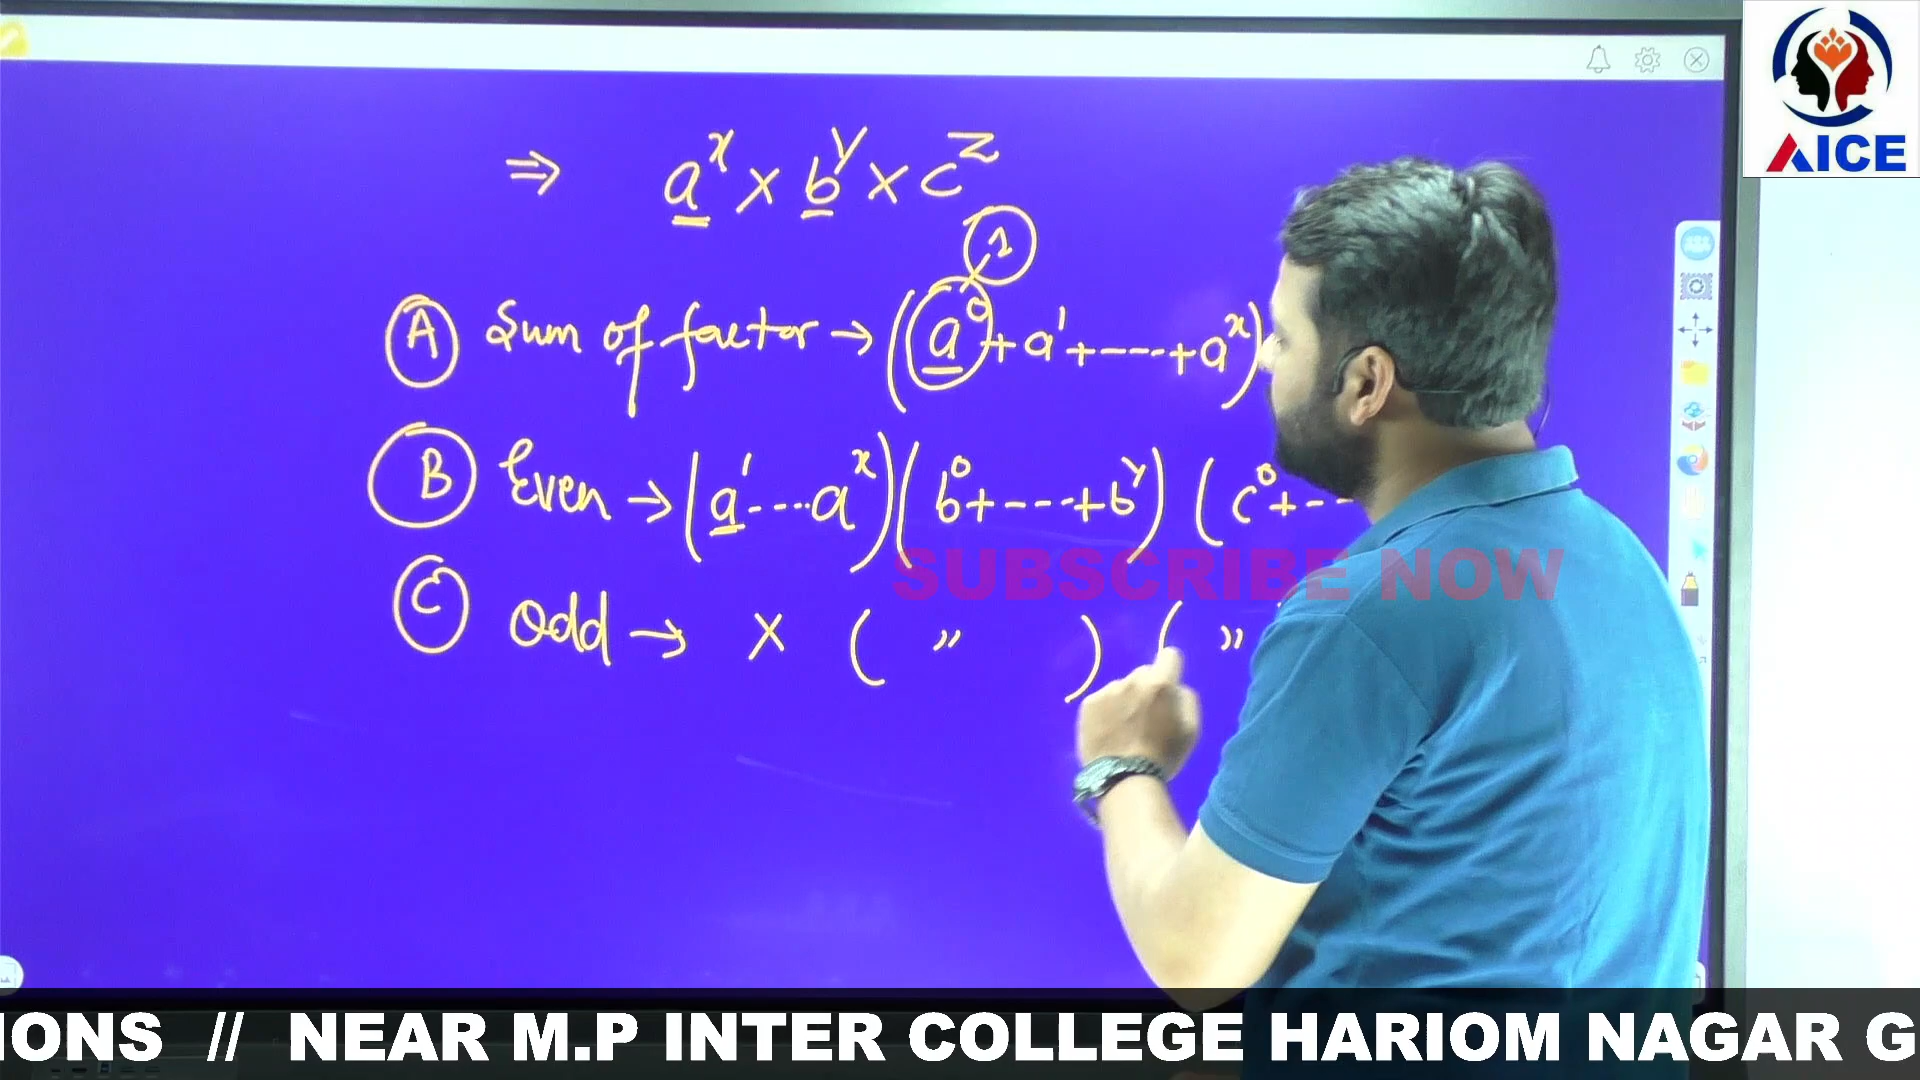 AICE
⇒ a^x × b^y × c^z
1
(A) Sum of factor → (a^0 + a^1 + ---- + a^x)
(B) Even → (a^1 ---- a^x) (b^0 + ---- + b^y) (c^0 + --
SUBSCRIBE NOW
(C) Odd → × ( " ) ( "
IONS // NEAR M.P INTER COLLEGE HARIOM NAGAR G